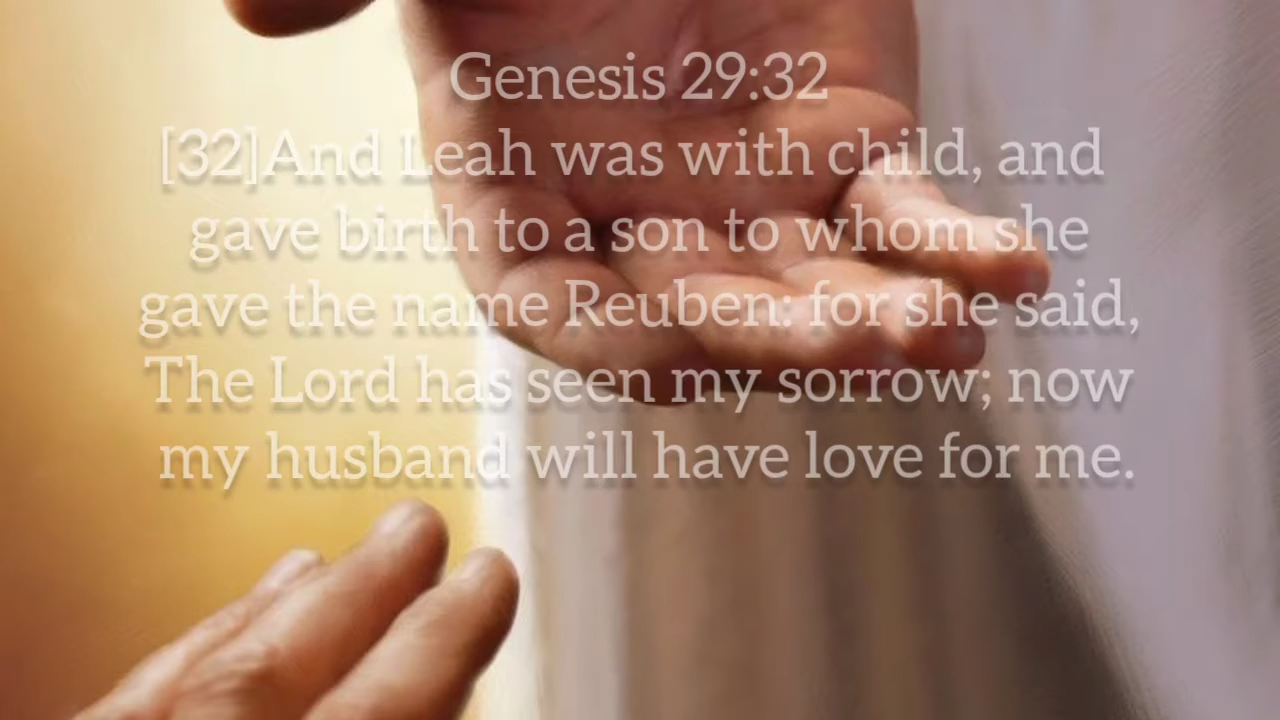 Genesis 29:32
[32]And Leah was with child, and
gave birth to a son to whom she
gave the name Reuben: for she said,
The Lord has seen my sorrow; now
my husband will have love for me.